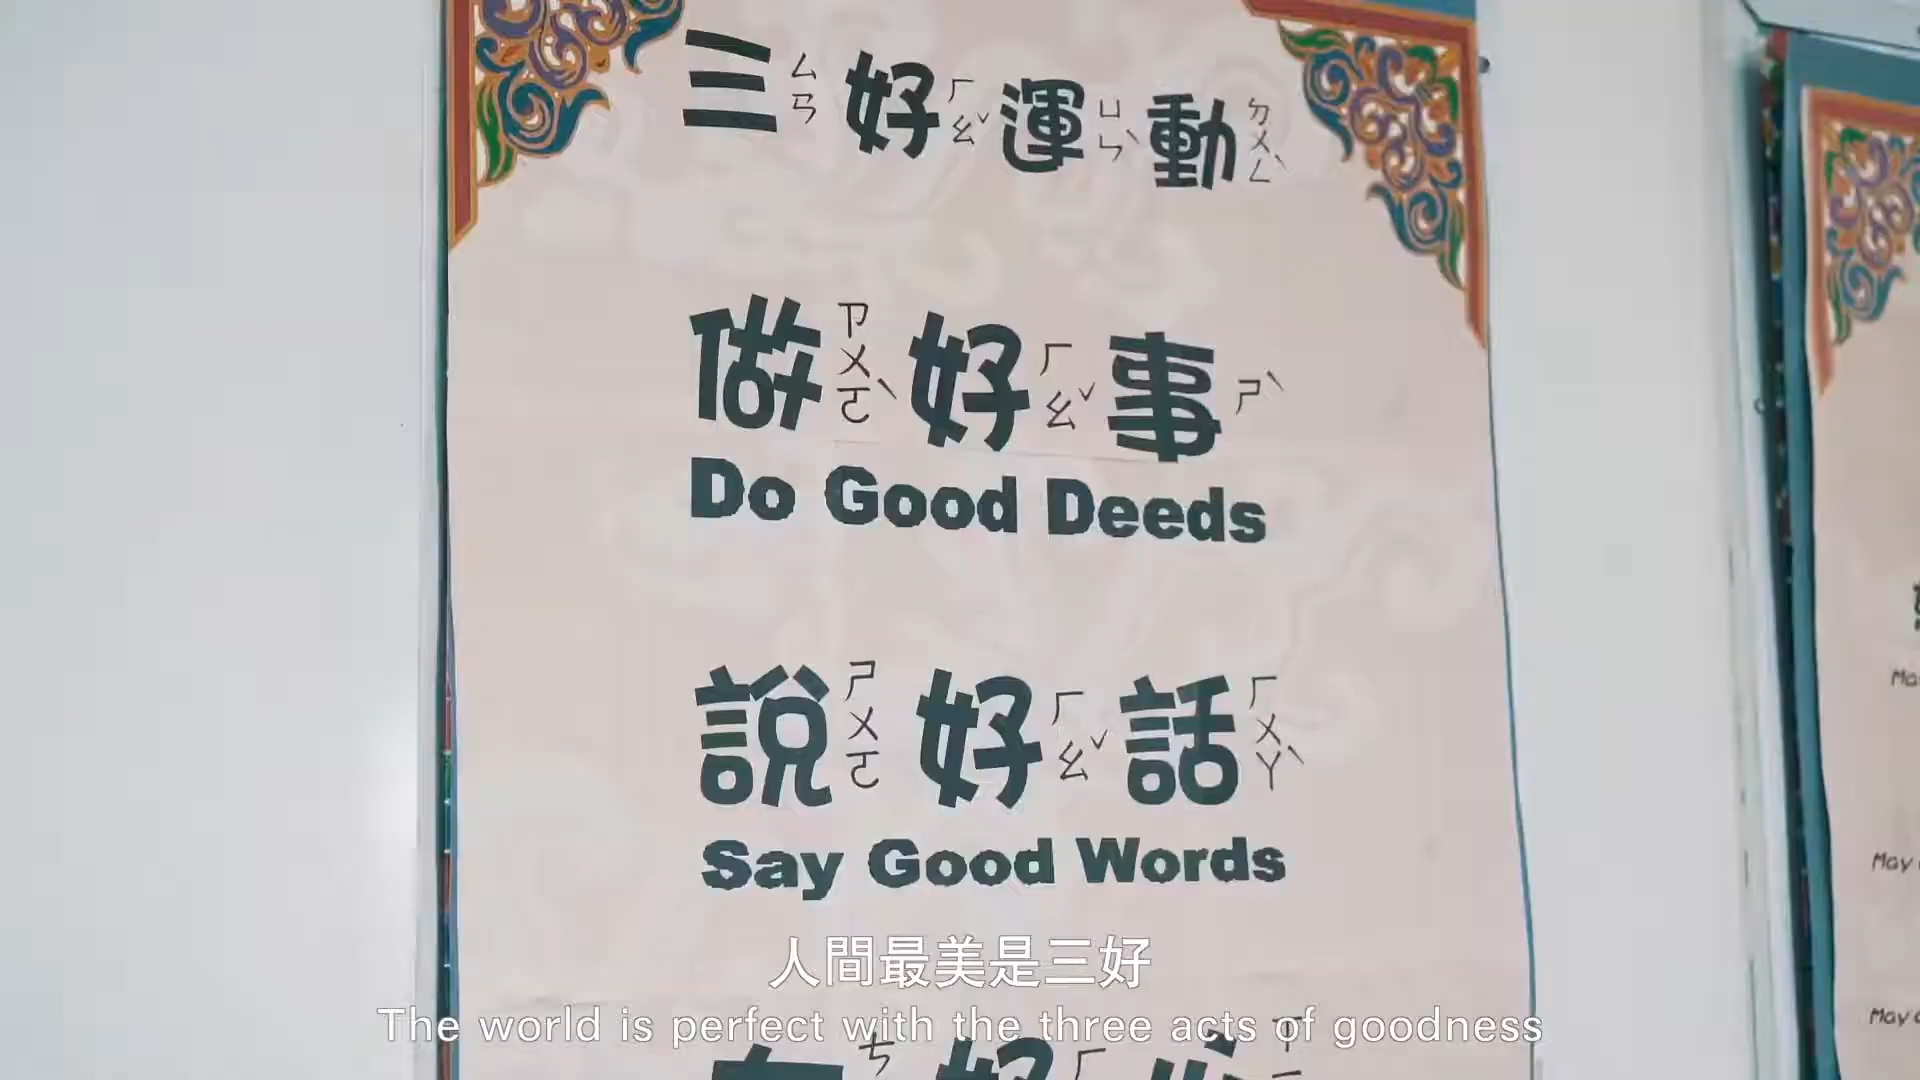 三ㄙㄢ好ㄏㄠˇ運ㄩㄣˋ動ㄉㄨㄥˋ
做ㄗㄨㄛˋ好ㄏㄠˇ事ㄕˋ
Do Good Deeds
說ㄕㄨㄛ好ㄏㄠˇ話ㄏㄨㄚˋ
Say Good Words
人間最美是三好
The world is perfect with the three acts of goodness
May
May